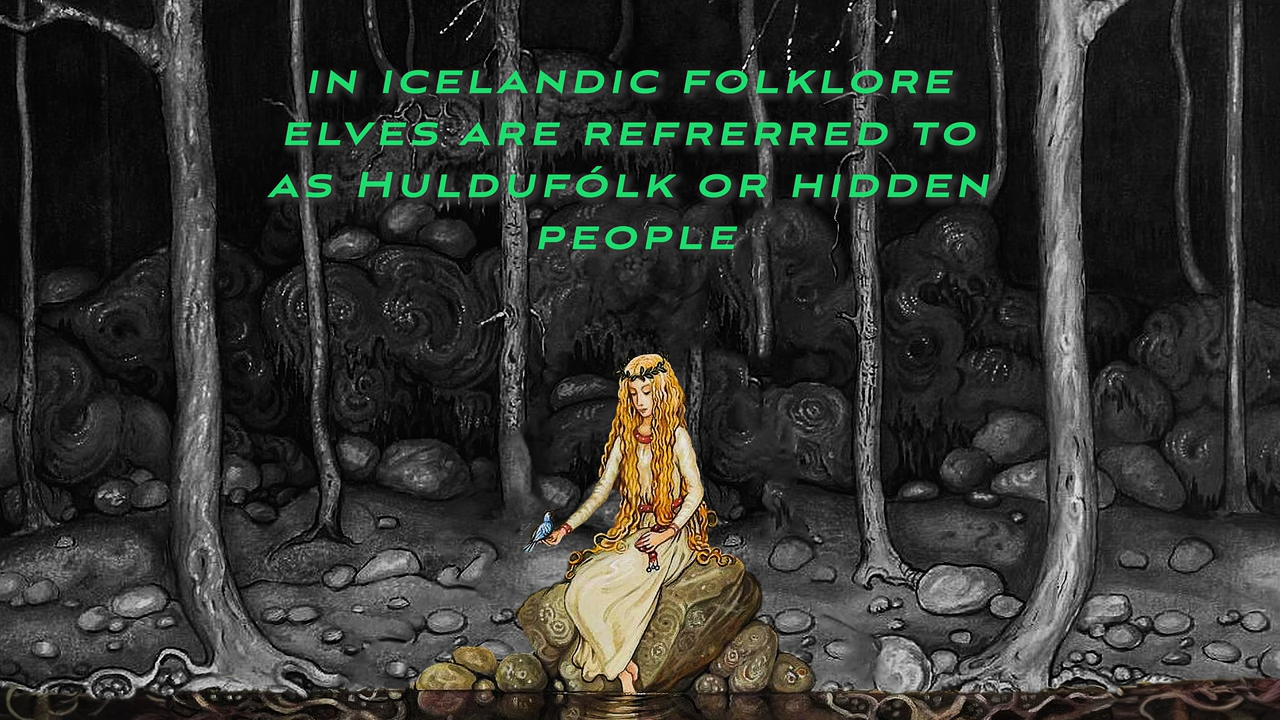 IN ICELANDIC FOLKLORE
ELVES ARE REFRERRED TO
AS HULDUFÓLK OR HIDDEN
PEOPLE